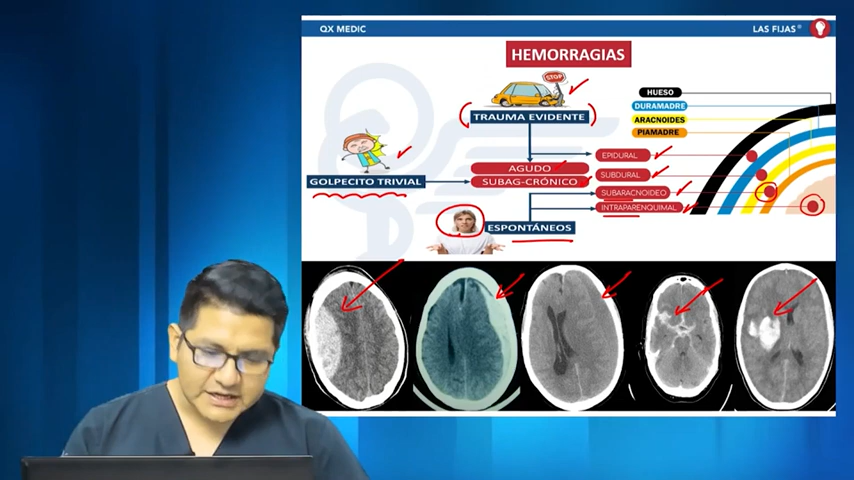 QX MEDIC
LAS FIJAS®
HEMORRAGIAS
STOP
TRAUMA EVIDENTE
HUESO
DURAMADRE
ARACNOIDES
PIAMADRE
EPIDURAL
AGUDO
SUBDURAL
GOLPECITO TRIVIAL
SUBAG-CRÓNICO
SUBARACNOIDEO
INTRAPARENQUIMAL
ESPONTÁNEOS